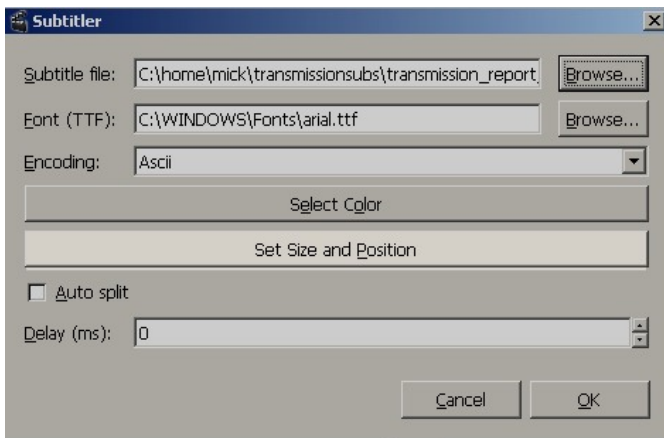 Subtitler
Subtitle file: C:\home\mick\transmissionsubs\transmission_report_ Browse...
Font (TTF): C:\WINDOWS\Fonts\arial.ttf Browse...
Encoding: Ascii
Select Color
Set Size and Position
Auto split
Delay (ms): 0
Cancel OK